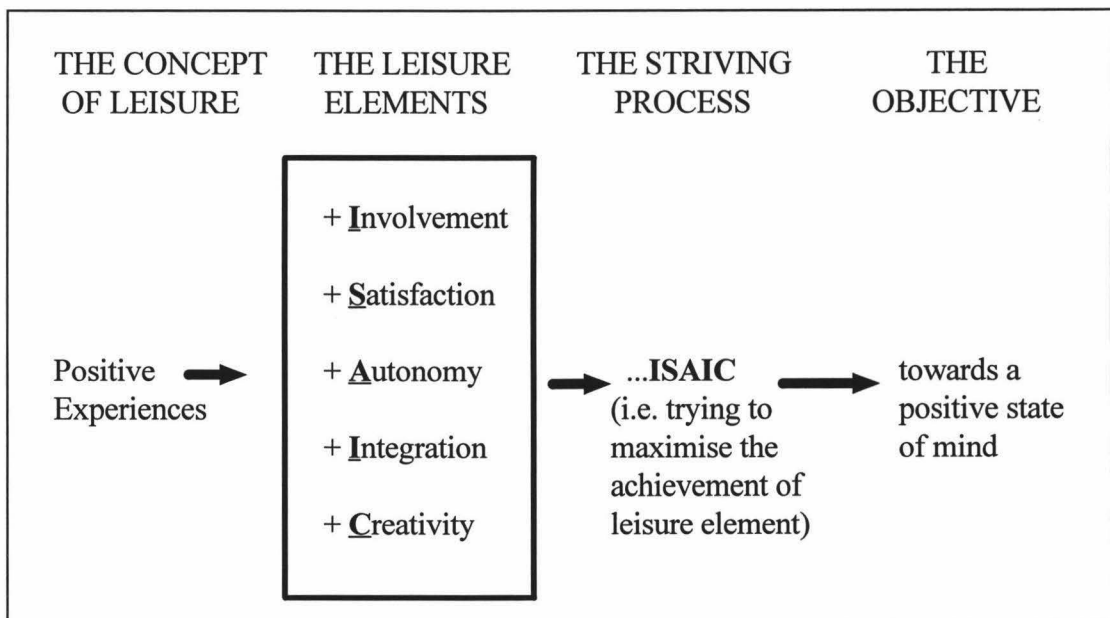 THE CONCEPT
OF LEISURE
THE LEISURE
ELEMENTS
THE STRIVING
PROCESS
THE
OBJECTIVE
Positive
Experiences
+ Involvement
+ Satisfaction
+ Autonomy
+ Integration
+ Creativity
...ISAIC
(i.e. trying to
maximise the
achievement of
leisure element)
towards a
positive state
of mind